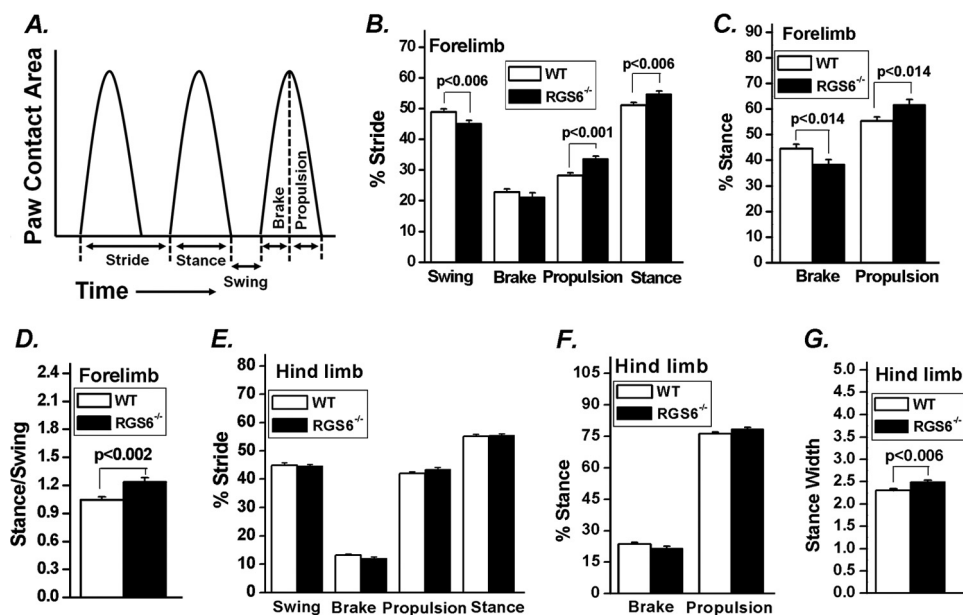 A.
Paw Contact Area
Brake
Propulsion
Stride
Stance
Swing
Time
B.
Forelimb
WT
RGS6-/-
p<0.006
p<0.001
p<0.006
% Stride
70
60
50
40
30
20
10
0
Swing Brake Propulsion Stance
C.
Forelimb
WT
RGS6-/-
p<0.014
p<0.014
% Stance
90
80
70
60
50
40
30
20
10
0
Brake Propulsion
D.
Forelimb
WT
RGS6-/-
p<0.002
Stance/Swing
2.4
2.1
1.8
1.5
1.2
0.9
0.6
0.3
0.0
E.
Hind limb
WT
RGS6-/-
% Stride
80
70
60
50
40
30
20
10
0
Swing Brake Propulsion Stance
F.
Hind limb
WT
RGS6-/-
% Stance
105
90
75
60
45
30
15
0
Brake Propulsion
G.
Hind limb
WT
RGS6-/-
p<0.006
Stance Width
5.0
4.5
4.0
3.5
3.0
2.5
2.0
1.5
1.0
0.5
0.0